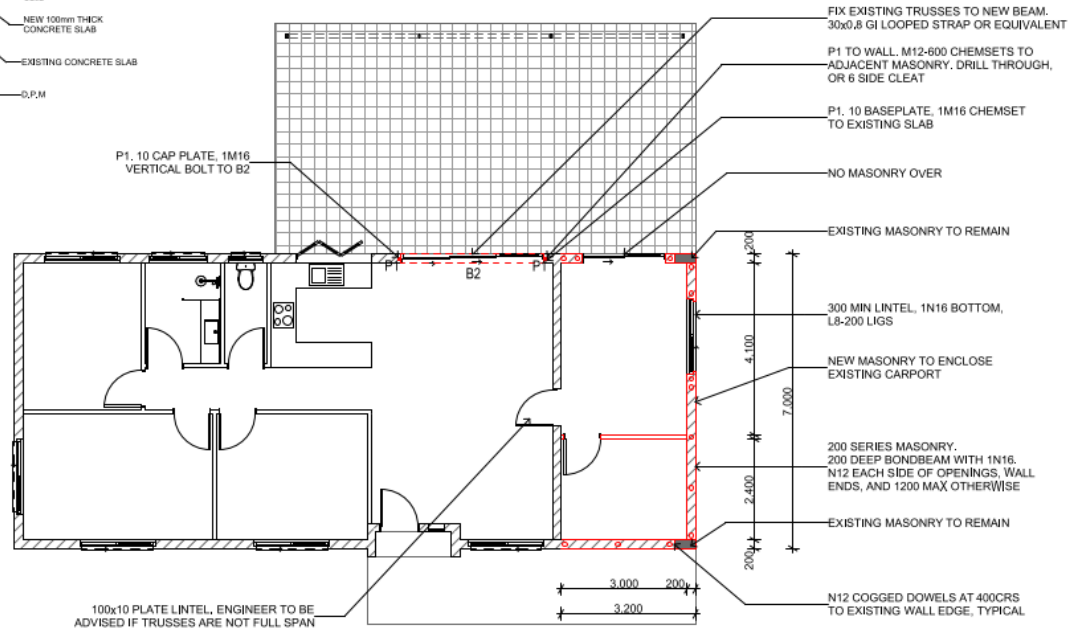 NEW 100mm THICK
CONCRETE SLAB
EXISTING CONCRETE SLAB
D.P.M
FIX EXISTING TRUSSES TO NEW BEAM.
30x0.8 GI LOOPED STRAP OR EQUIVALENT
P1 TO WALL. M12-600 CHEMSETS TO
ADJACENT MASONRY. DRILL THROUGH,
OR 6 SIDE CLEAT
P1. 10 BASEPLATE, 1M16 CHEMSET
TO EXISTING SLAB
P1. 10 CAP PLATE, 1M16
VERTICAL BOLT TO B2
NO MASONRY OVER
EXISTING MASONRY TO REMAIN
P1
B2
P1
200
300 MIN LINTEL, 1N16 BOTTOM,
L8-200 LIGS
4.100
NEW MASONRY TO ENCLOSE
EXISTING CARPORT
7.000
200 SERIES MASONRY.
200 DEEP BONDBEAM WITH 1N16.
N12 EACH SIDE OF OPENINGS, WALL
ENDS, AND 1200 MAX OTHERWISE
2.400
EXISTING MASONRY TO REMAIN
200
3.000
200
3.200
N12 COGGED DOWELS AT 400CRS
TO EXISTING WALL EDGE, TYPICAL
100x10 PLATE LINTEL, ENGINEER TO BE
ADVISED IF TRUSSES ARE NOT FULL SPAN